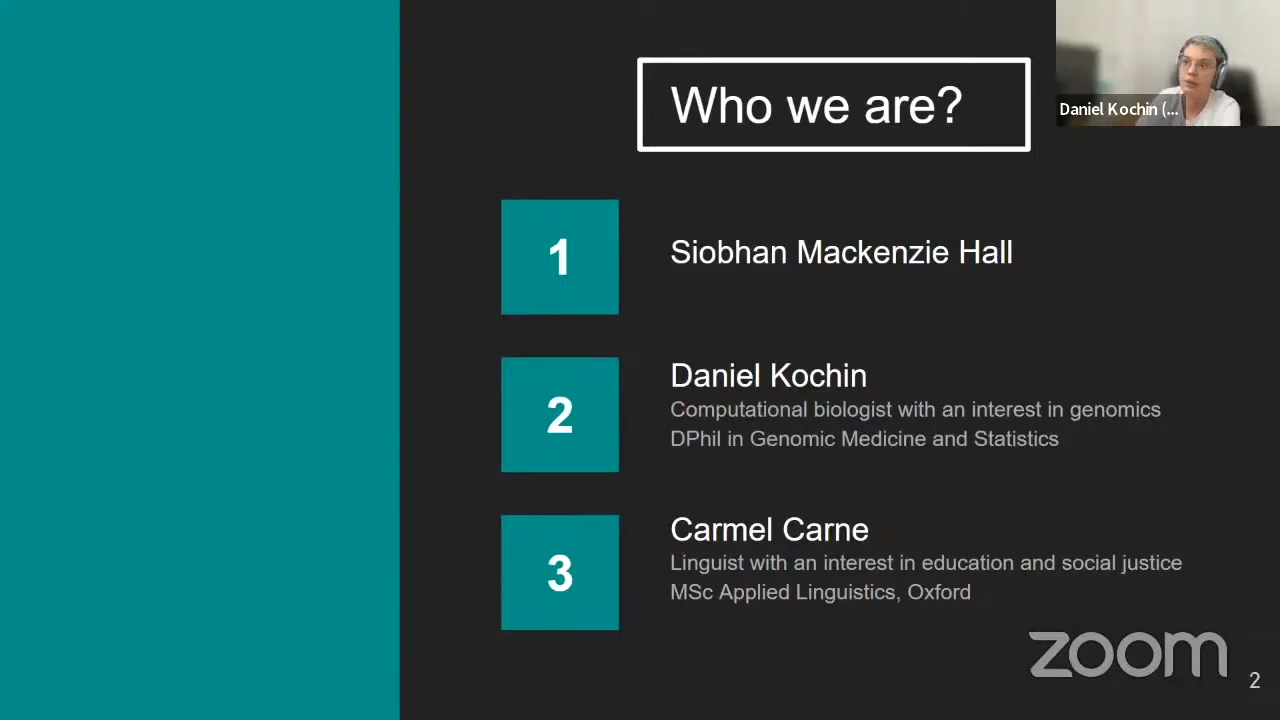 Who we are?
Daniel Kochin (...
1
Siobhan Mackenzie Hall
2
Daniel Kochin
Computational biologist with an interest in genomics
DPhil in Genomic Medicine and Statistics
3
Carmel Carne
Linguist with an interest in education and social justice
MSc Applied Linguistics, Oxford
zoom
2